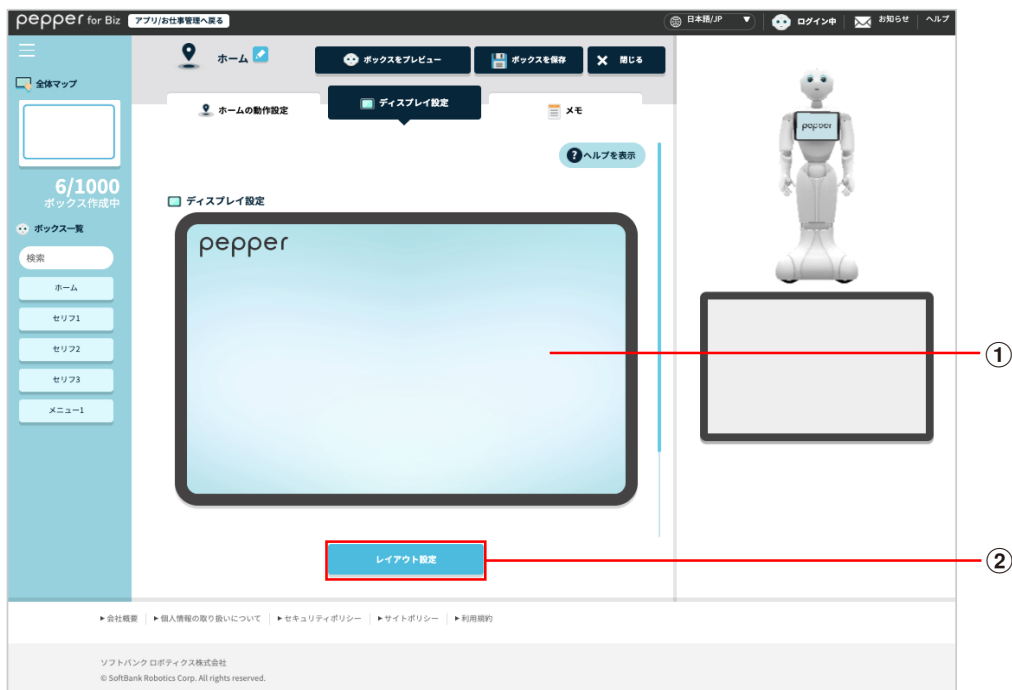 pepper for Biz アプリ/お仕事管理へ戻る 日本語/JP ▼ ログイン中 お知らせ ヘルプ
ホーム ボックスをプレビュー ボックスを保存 × 閉じる
全体マップ
ホームの動作設定 ディスプレイ設定 メモ
?ヘルプを表示
6/1000
ボックス作成中
ボックス一覧
検索
ホーム
セリフ1
セリフ2
セリフ3
メニュー1
ディスプレイ設定
pepper
レイアウト設定
pepper
①
②
▶会社概要 ▶個人情報の取り扱いについて ▶セキュリティポリシー ▶サイトポリシー ▶利用規約
ソフトバンク ロボティクス株式会社
© SoftBank Robotics Corp. All rights reserved.